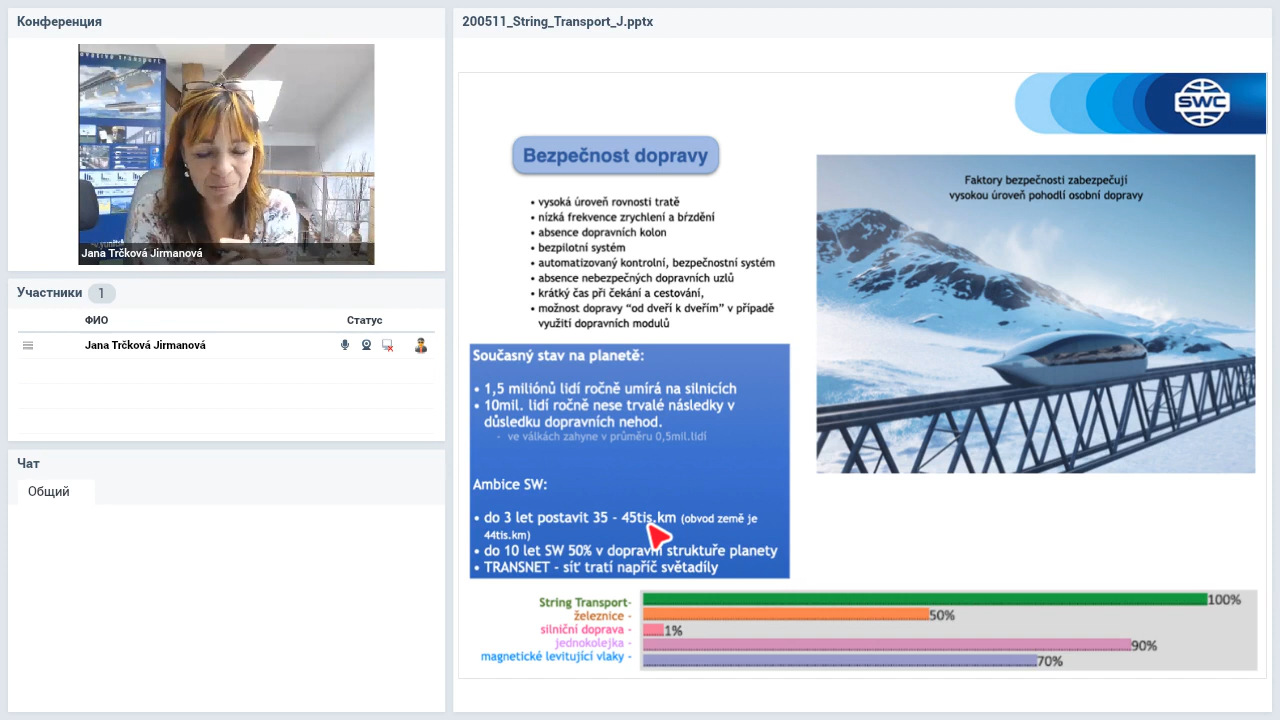 Конференция
Jana Trčková Jirmanová
Участники 1
ФИО Статус
Jana Trčková Jirmanová
Чат
Общий
200511_String_Transport_J.pptx
SWC
Bezpečnost dopravy
• vysoká úroveň rovnosti tratě
• nízká frekvence zrychlení a bŕzdění
• absence dopravních kolon
• bezpilotní systém
• automatizovaný kontrolní, bezpečnostní systém
• absence nebezpečných dopravních uzlů
• krátký čas při čekání a cestování,
• možnost dopravy “od dveří k dveřím” v případě
využití dopravních modulů
Faktory bezpečnosti zabezpečují
vysokou úroveň pohodlí osobní dopravy
Současný stav na planetě:
• 1,5 miliónů lidí ročně umírá na silnicích
• 10mil. lidí ročně nese trvalé následky v
důsledku dopravních nehod.
- ve válkách zahyne v průměru 0,5mil.lidí
Ambice SW:
• do 3 let postavit 35 - 45tis.km (obvod země je
44tis.km)
• do 10 let SW 50% v dopravní struktuře planety
• TRANSNET - síť tratí napříč světadíly
String Transport- 100%
železnice - 50%
silniční doprava - 1%
jednokolejka - 90%
magnetické levitující vlaky - 70%